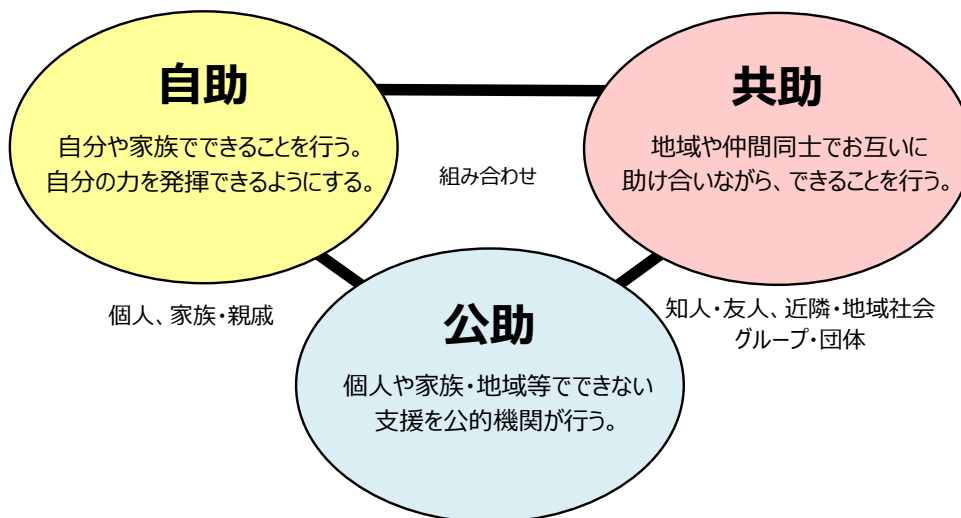 自助
自分や家族でできることを行う。
自分の力を発揮できるようにする。
共助
地域や仲間同士でお互いに
助け合いながら、できることを行う。
組み合わせ
個人、家族・親戚
知人・友人、近隣・地域社会
グループ・団体
公助
個人や家族・地域等でできない
支援を公的機関が行う。